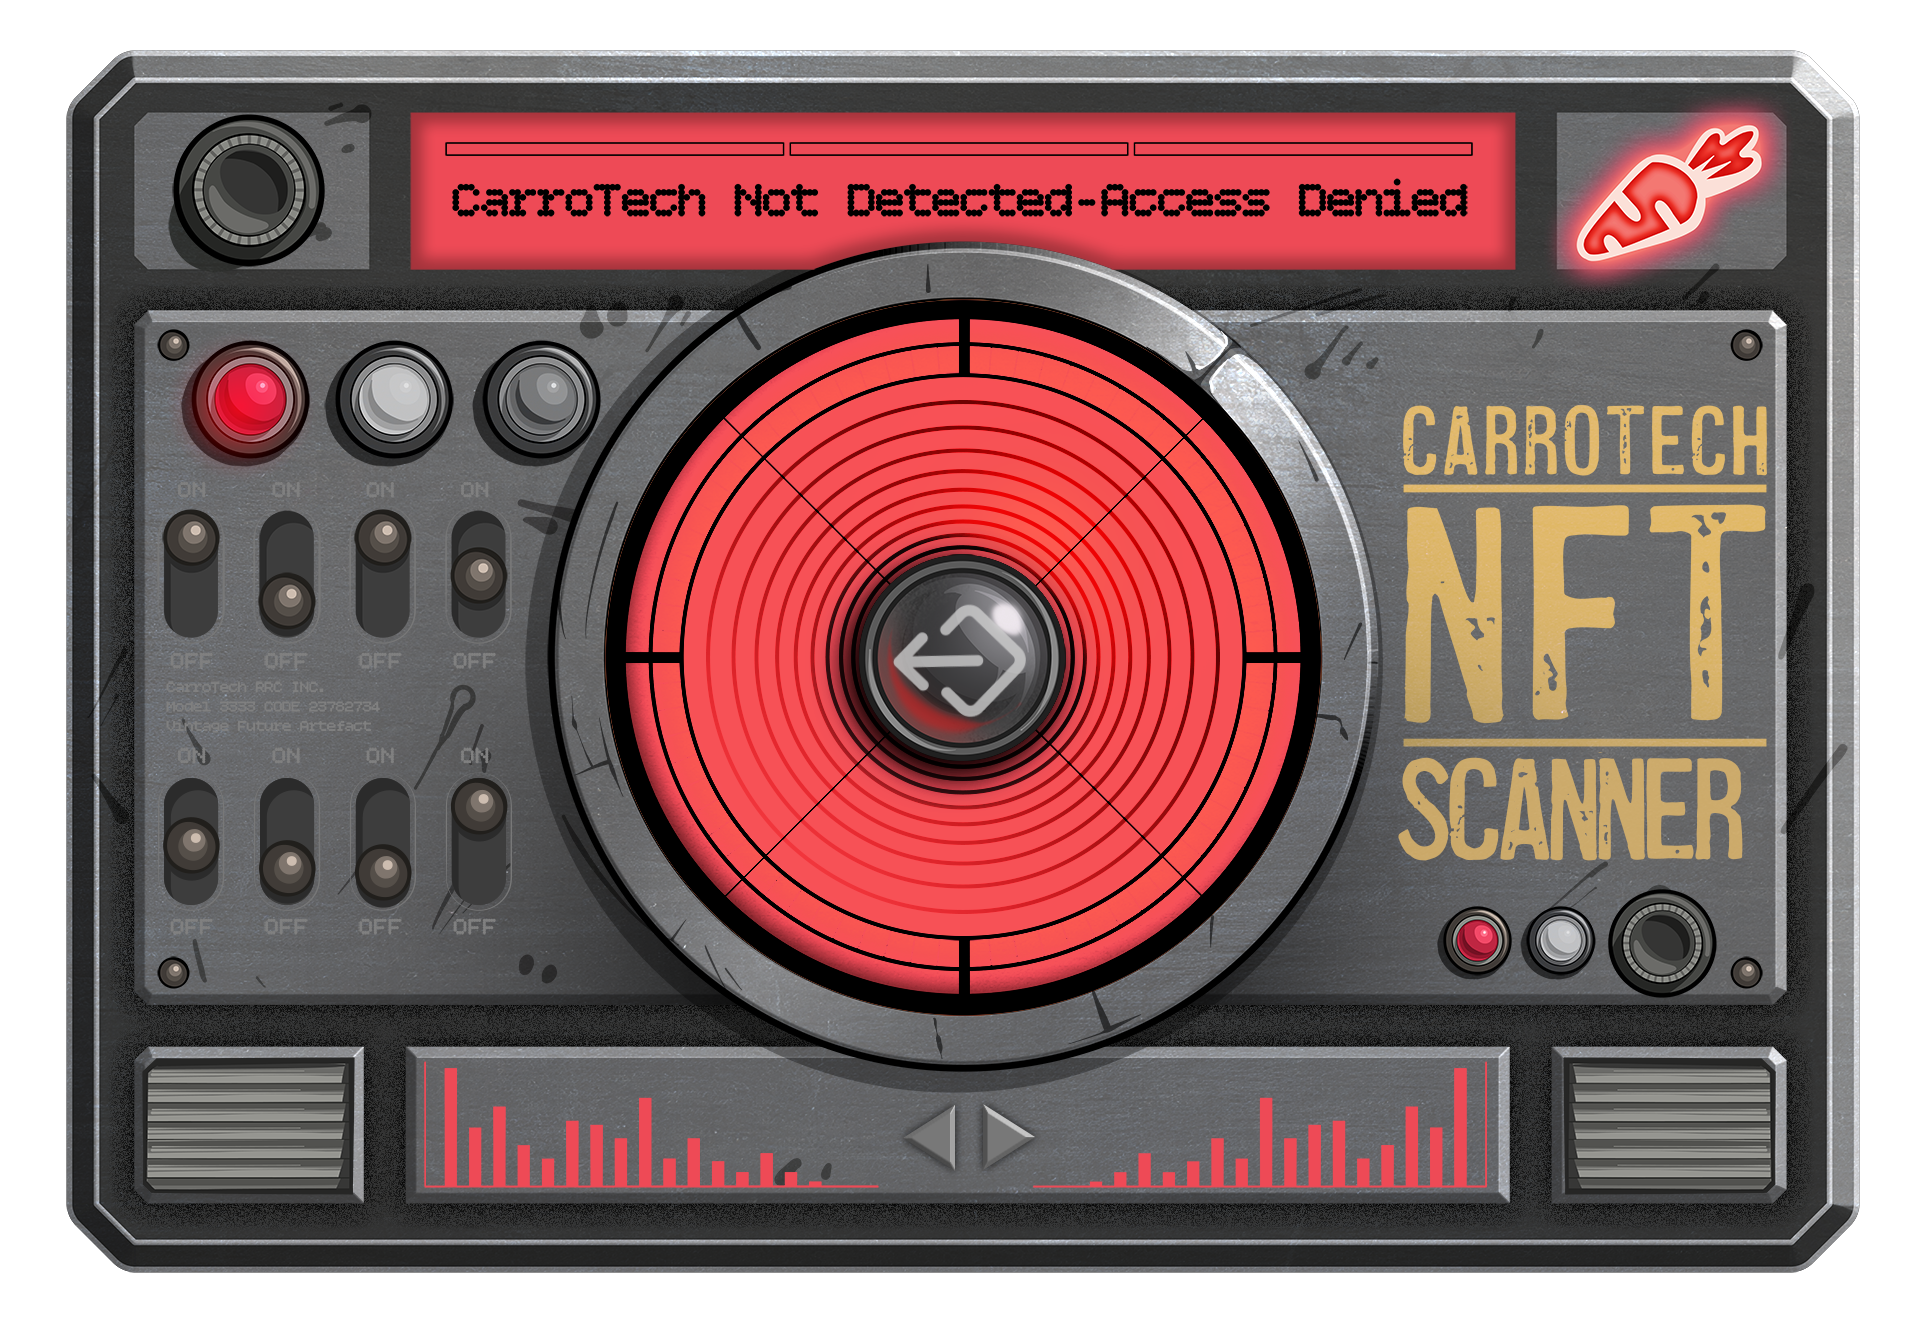 CarroTech Not Detected-Access Denied
CARROTECH
NFT
SCANNER
ON ON ON ON
OFF OFF OFF OFF
CarroTech RRC INC.
Model 3333 CODE 23762734
Vintage Future Artefact
ON ON ON ON
OFF OFF OFF OFF